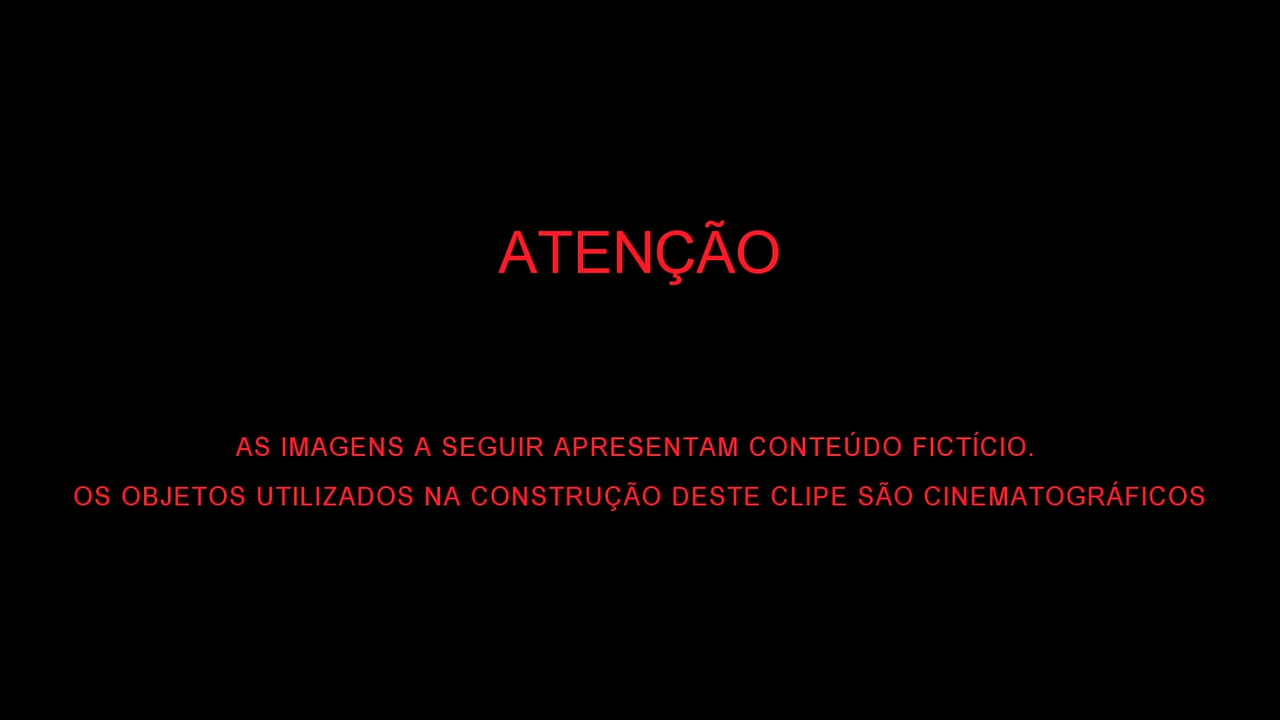 ATENÇÃO
AS IMAGENS A SEGUIR APRESENTAM CONTEÚDO FICTÍCIO.
OS OBJETOS UTILIZADOS NA CONSTRUÇÃO DESTE CLIPE SÃO CINEMATOGRÁFICOS